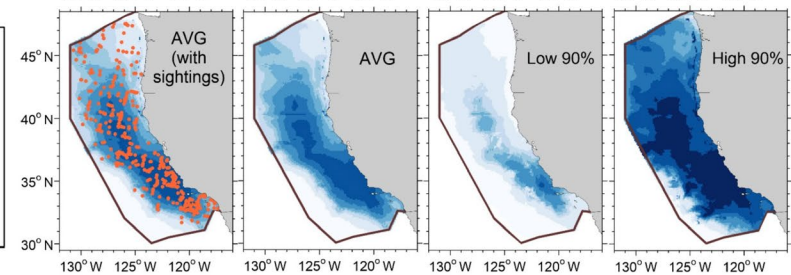 AVG
(with
sightings)
AVG
Low 90%
High 90%
45° N
40° N
35° N
30° N
130° W 125° W 120° W 130° W 125° W 120° W 130° W 125° W 120° W 130° W 125° W 120° W